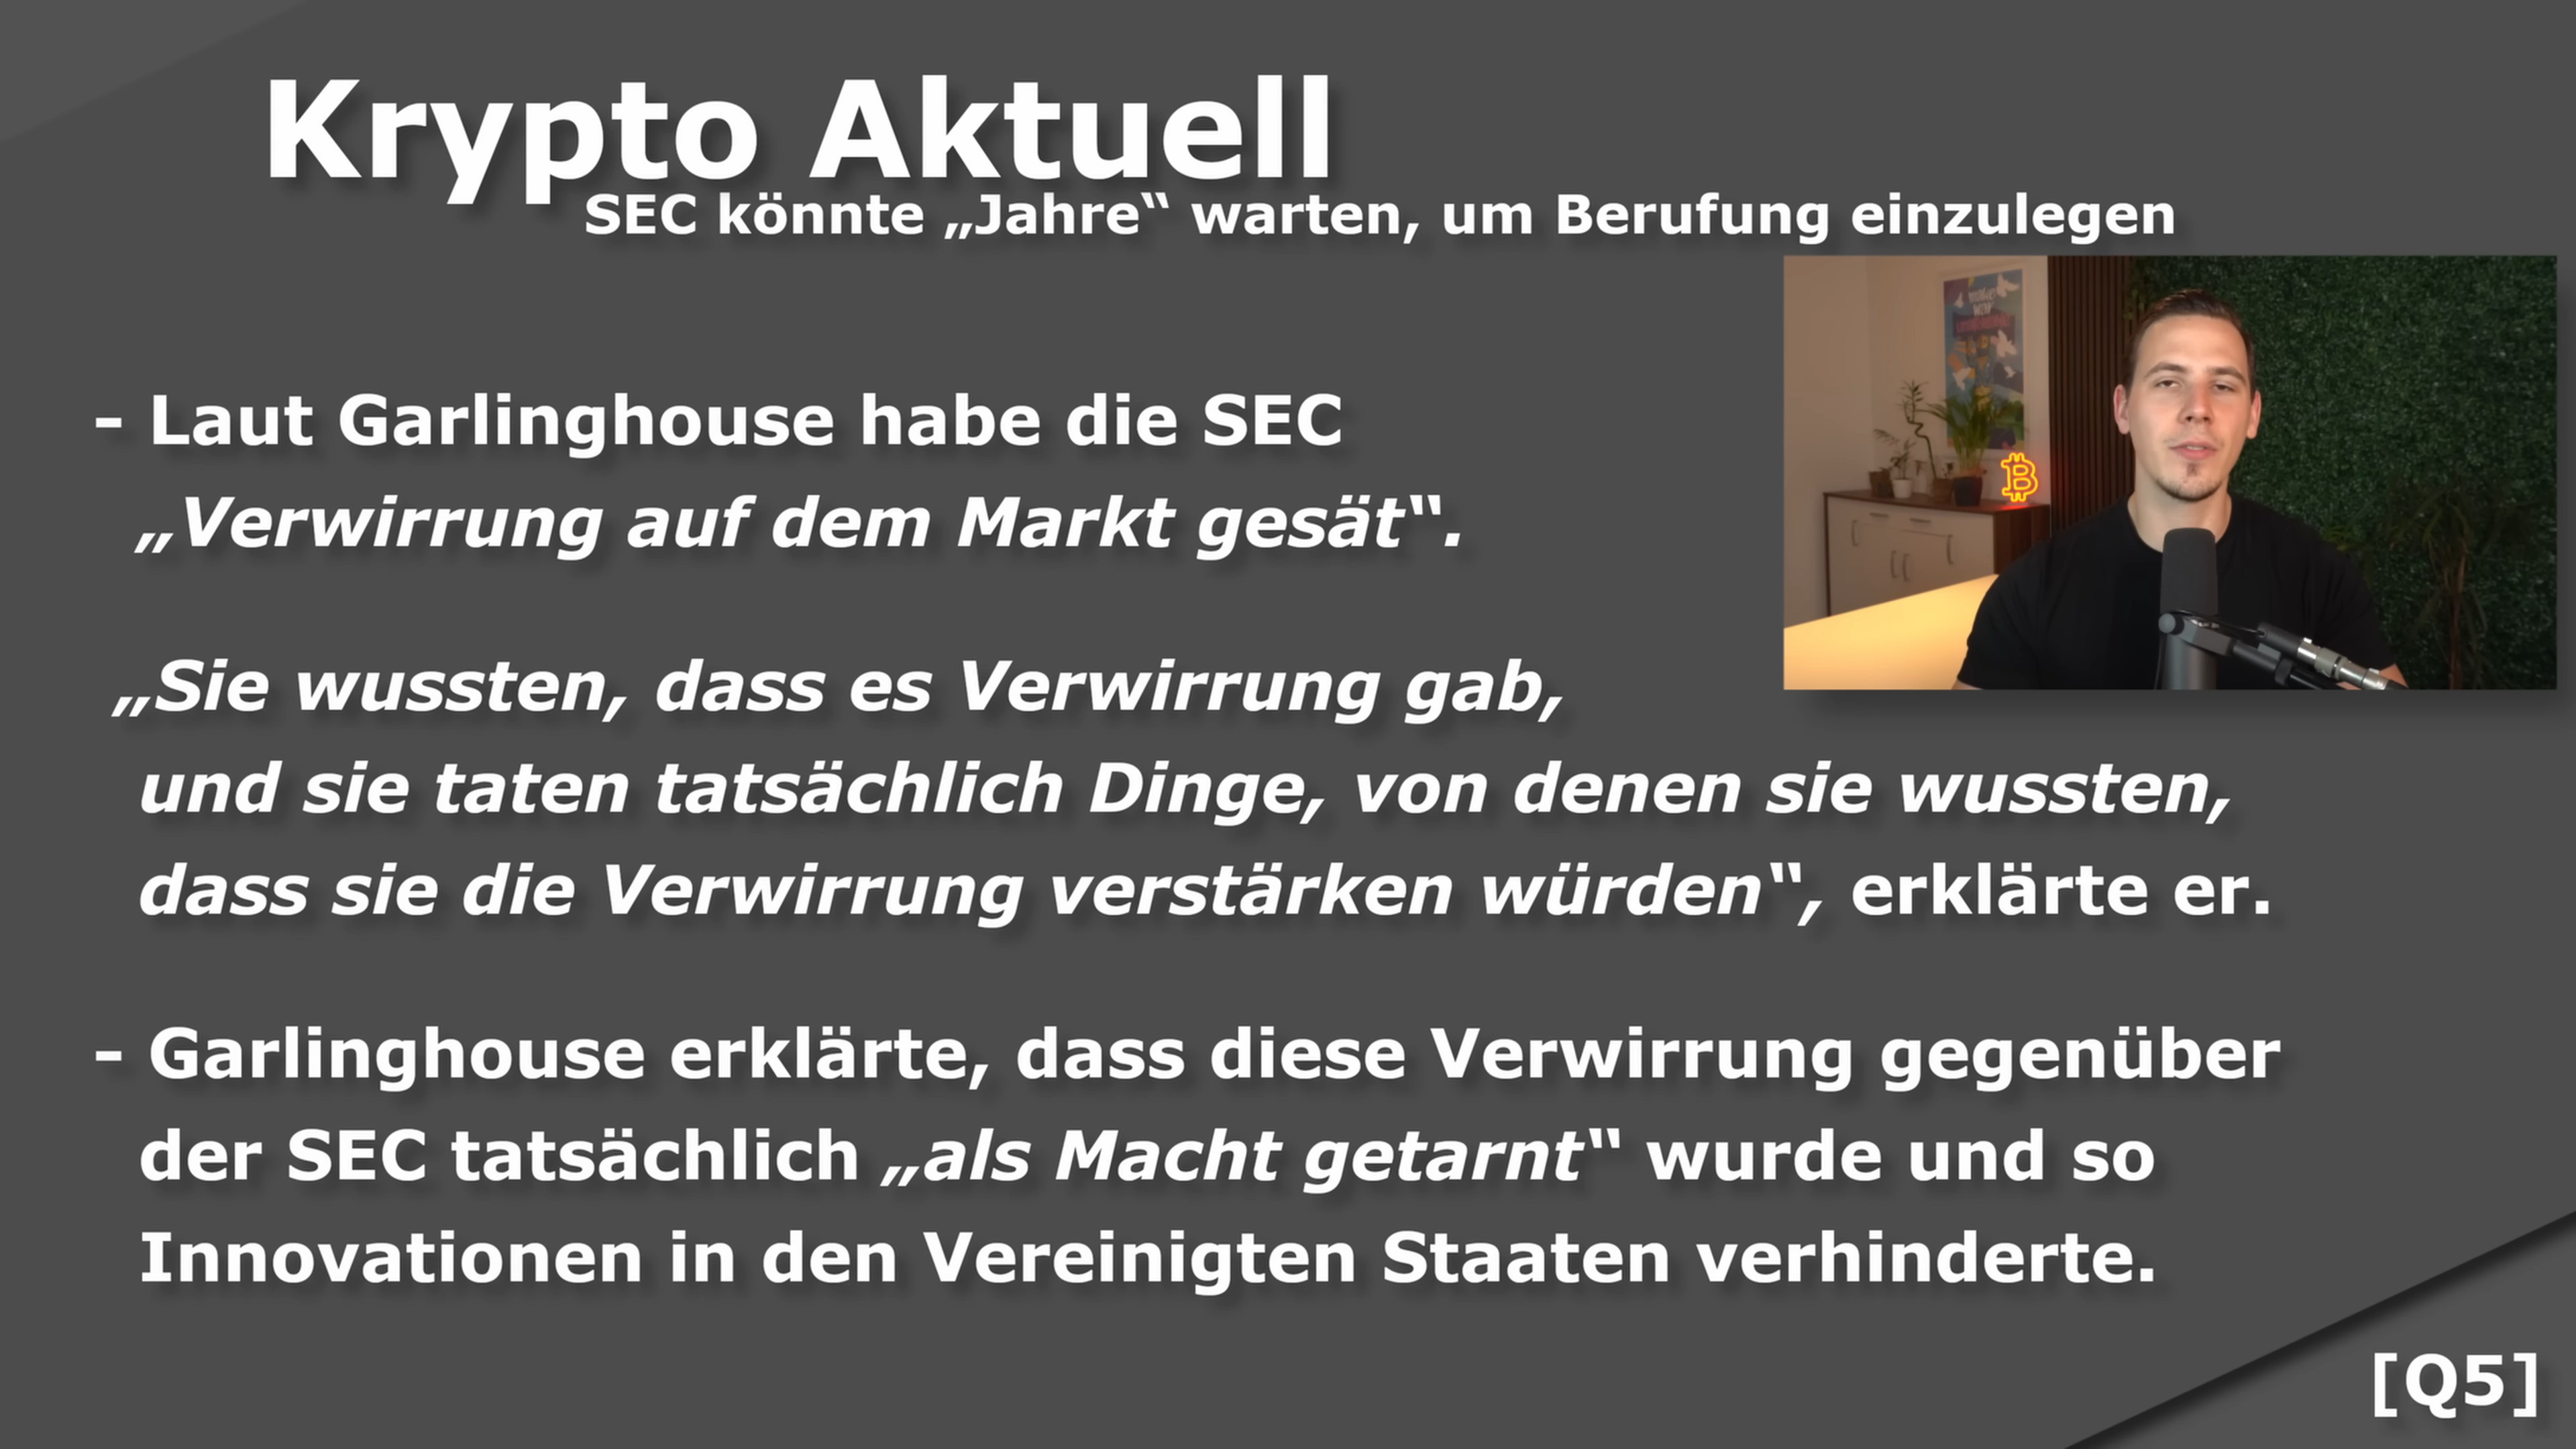 Krypto Aktuell
SEC könnte „Jahre“ warten, um Berufung einzulegen
- Laut Garlinghouse habe die SEC
„Verwirrung auf dem Markt gesät“.
„Sie wussten, dass es Verwirrung gab,
und sie taten tatsächlich Dinge, von denen sie wussten,
dass sie die Verwirrung verstärken würden“, erklärte er.
- Garlinghouse erklärte, dass diese Verwirrung gegenüber
der SEC tatsächlich „als Macht getarnt“ wurde und so
Innovationen in den Vereinigten Staaten verhinderte.
[Q5]